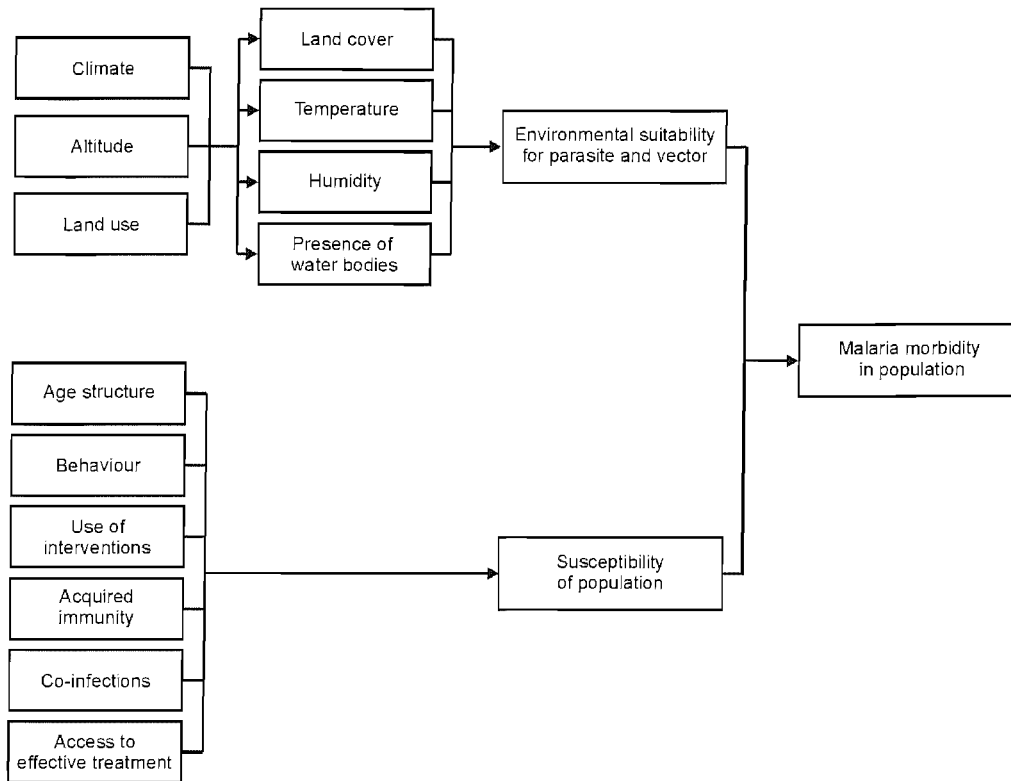 Climate
Altitude
Land use
Land cover
Temperature
Humidity
Presence of
water bodies
Environmental suitability
for parasite and vector
Malaria morbidity
in population
Age structure
Behaviour
Use of
interventions
Acquired
immunity
Co-infections
Access to
effective treatment
Susceptibility
of population